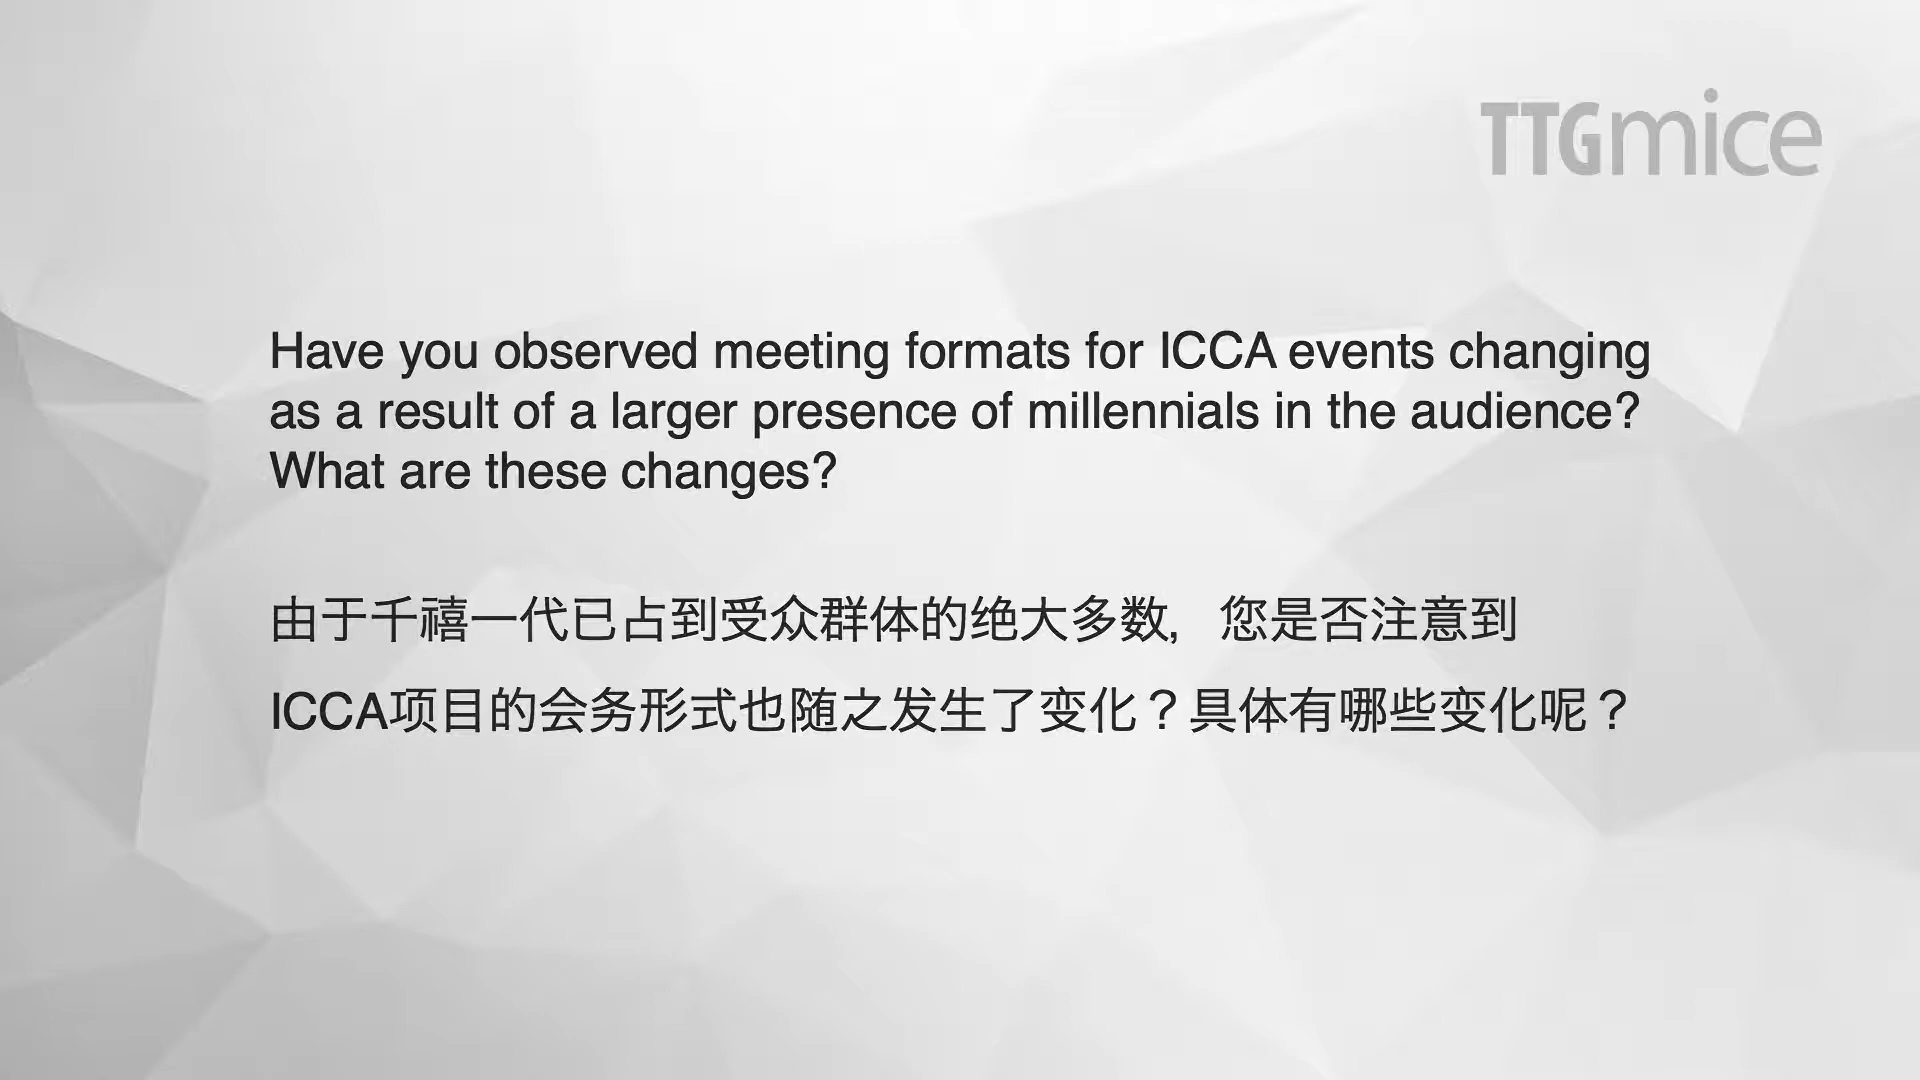 TTGmice
Have you observed meeting formats for ICCA events changing
as a result of a larger presence of millennials in the audience?
What are these changes?
由于千禧一代已占到受众群体的绝大多数，您是否注意到
ICCA项目的会务形式也随之发生了变化？具体有哪些变化呢？